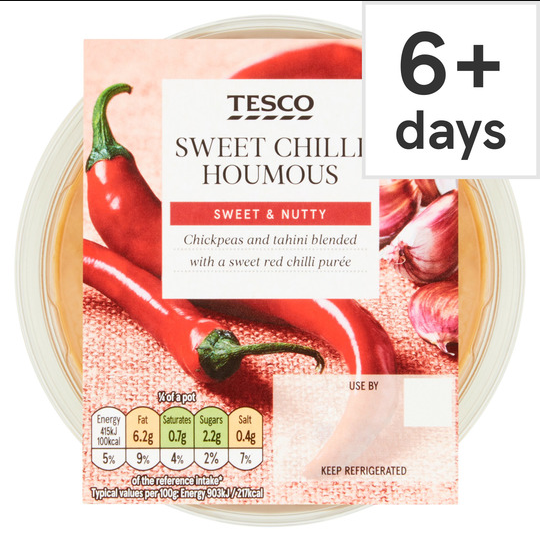 6+
days
TESCO
SWEET CHILLI
HOUMOUS
SWEET & NUTTY
Chickpeas and tahini blended
with a sweet red chilli purée
USE BY
KEEP REFRIGERATED
¼ of a pot
Energy Fat Saturates Sugars Salt
415kJ
100kcal 6.2g 0.7g 2.2g 0.4g
5% 9% 4% 2% 7%
of the reference intake*
Typical values per 100g: Energy 903kJ / 217kcal